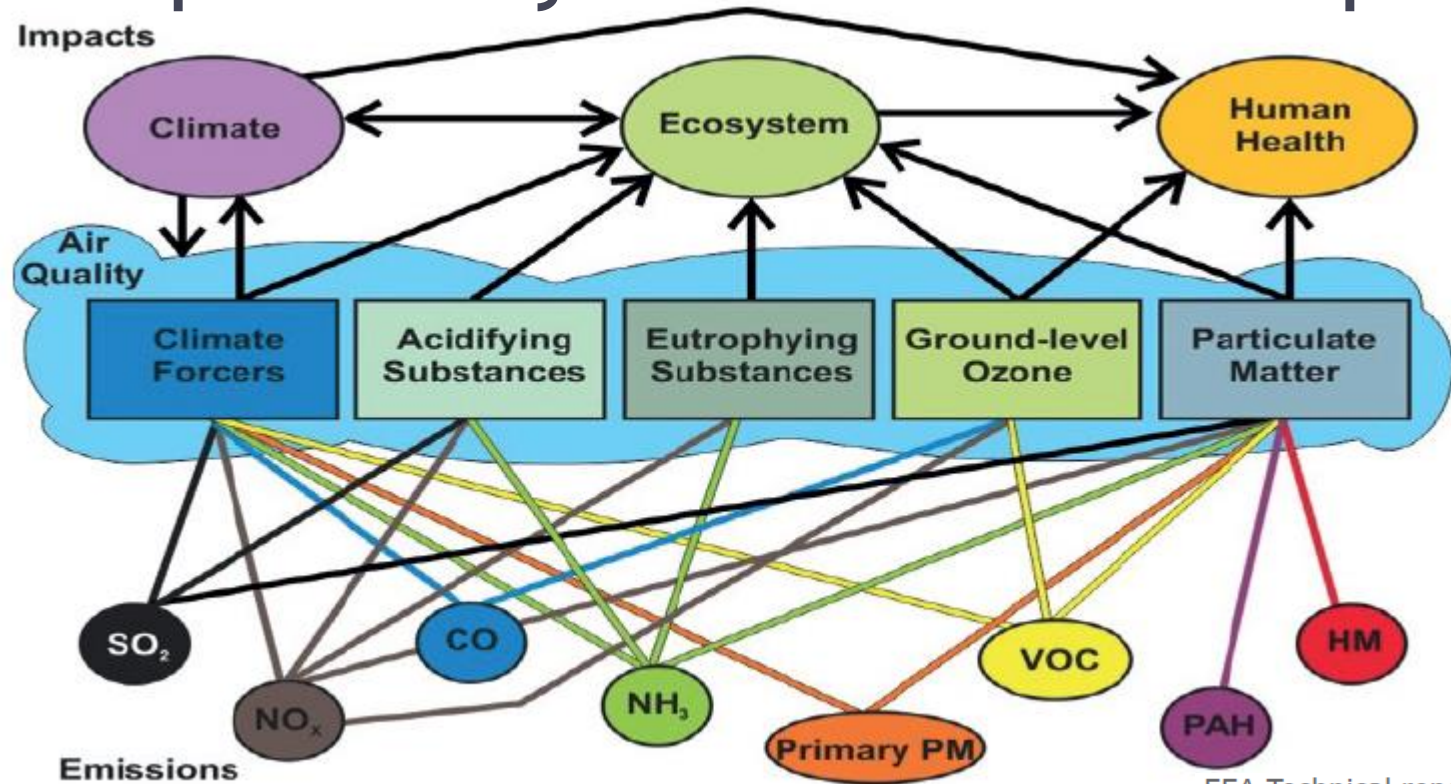 Impacts
Climate
Ecosystem
Human
Health
Air
Quality
Climate
Forcers
Acidifying
Substances
Eutrophying
Substances
Ground-level
Ozone
Particulate
Matter
SO₂
NOₓ
CO
NH₃
Primary PM
VOC
PAH
HM
Emissions